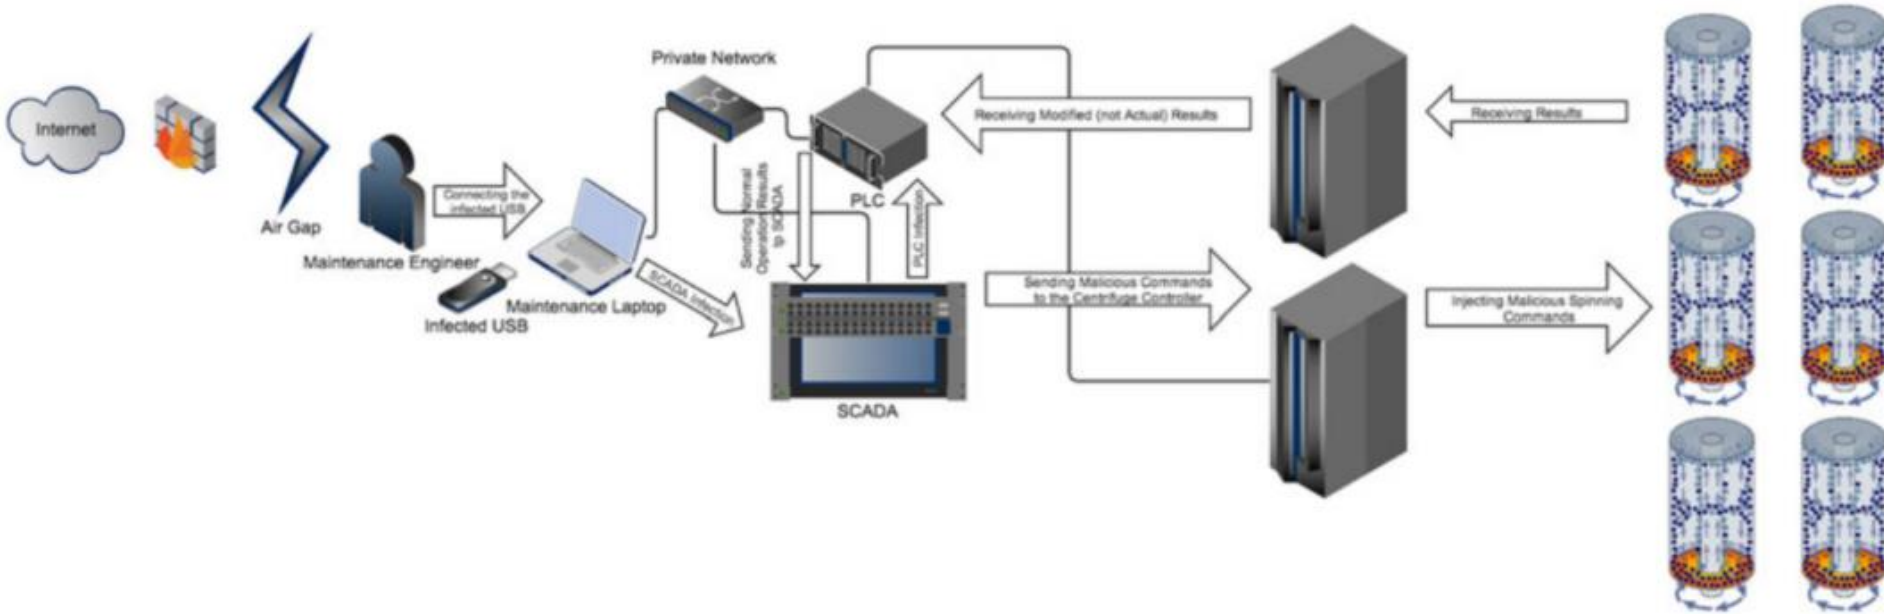 Internet
Air Gap
Maintenance Engineer
Connecting the
infected USB
Infected USB
Maintenance Laptop
SCADA Infection
Private Network
Sending Normal
Operation Results
tp SCADA
PLC
PLC Infection
SCADA
Receiving Modified (not Actual) Results
Sending Malicious Commands
to the Centrifuge Controller
Receiving Results
Injecting Malicious Spinning
Commands